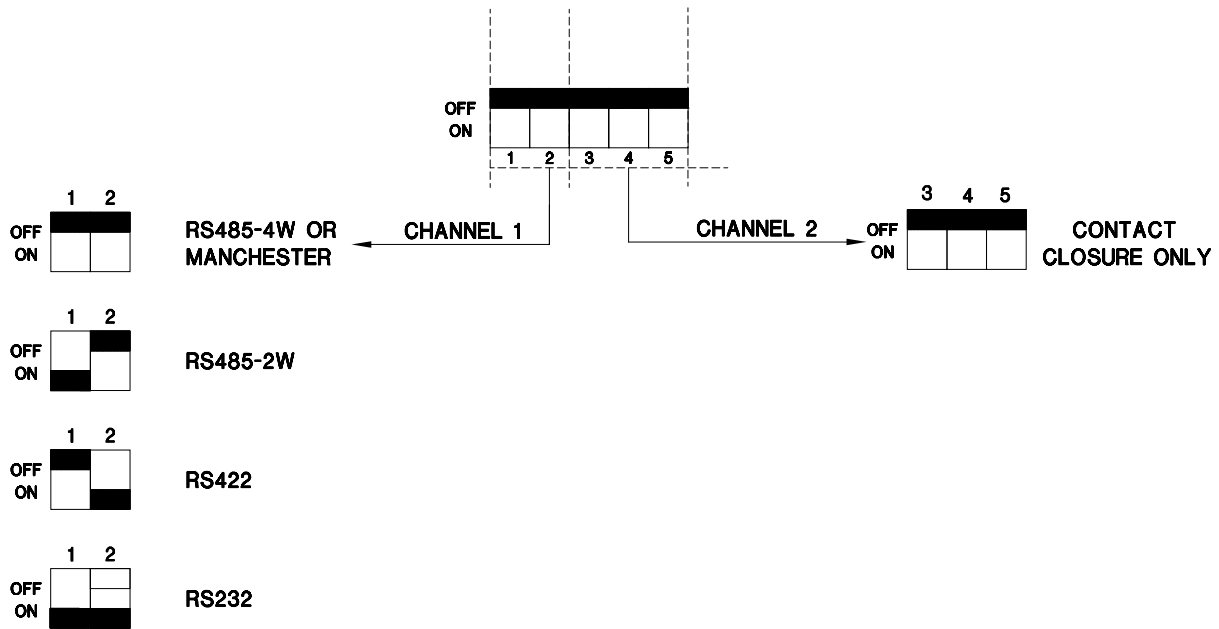 OFF
ON
1 2 3 4 5
CHANNEL 1
CHANNEL 2
1 2
OFF
ON
RS485-4W OR
MANCHESTER
3 4 5
OFF
ON
CONTACT
CLOSURE ONLY
1 2
OFF
ON
RS485-2W
1 2
OFF
ON
RS422
1 2
OFF
ON
RS232